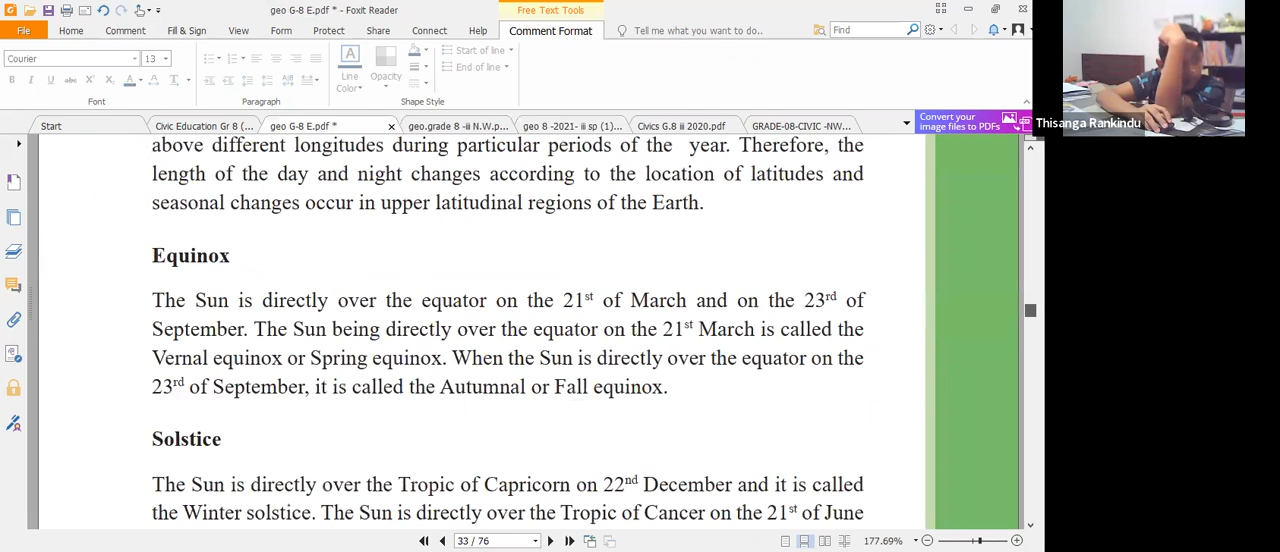 geo G-8 E.pdf * - Foxit Reader
Free Text Tools
File Home Comment Fill & Sign View Form Protect Share Connect Help Comment Format Tell me what you want to do.. Find
Courier 13
Line Color Opacity
Start of line
End of line
B I U abc X² X₂ A T
Font Paragraph Shape Style
Start Civic Education Gr 8 (... geo G-8 E.pdf * geo.grade 8 -ii N.W.p... geo 8 -2021- ii sp (1)... Civics G.8 ii 2020.pdf GRADE-08-CIVIC -NW...
Convert your image files to PDFs
Thisanga Rankindu
above different longitudes during particular periods of the year. Therefore, the
length of the day and night changes according to the location of latitudes and
seasonal changes occur in upper latitudinal regions of the Earth.
Equinox
The Sun is directly over the equator on the 21st of March and on the 23rd of
September. The Sun being directly over the equator on the 21st March is called the
Vernal equinox or Spring equinox. When the Sun is directly over the equator on the
23rd of September, it is called the Autumnal or Fall equinox.
Solstice
The Sun is directly over the Tropic of Capricorn on 22nd December and it is called
the Winter solstice. The Sun is directly over the Tropic of Cancer on the 21st of June
33 / 76
177.69%